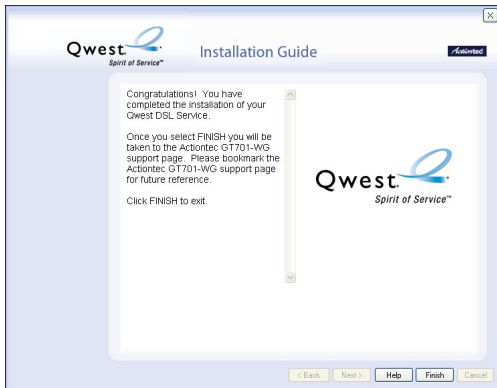 X
Qwest.
Spirit of Service™
Installation Guide
Actiontec
Congratulations! You have
completed the installation of your
Qwest DSL Service.
Once you select FINISH you will be
taken to the Actiontec GT701-WG
support page. Please bookmark the
Actiontec GT701-WG support page
for future reference.
Click FINISH to exit.
Qwest.
Spirit of Service™
< Back
Next >
Help
Finish
Cancel